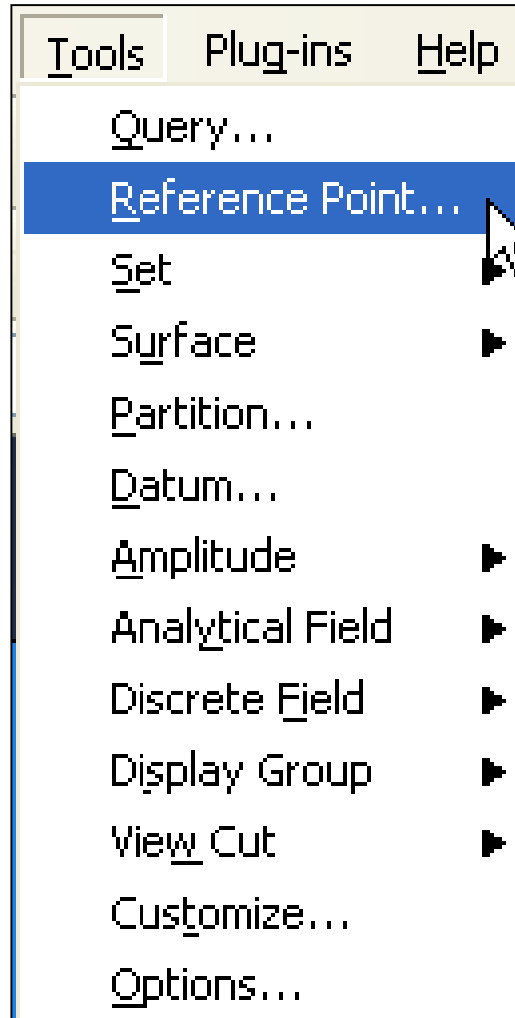 Tools Plug-ins Help
Query...
Reference Point...
Set
Surface
Partition...
Datum...
Amplitude
Analytical Field
Discrete Field
Display Group
View Cut
Customize...
Options...